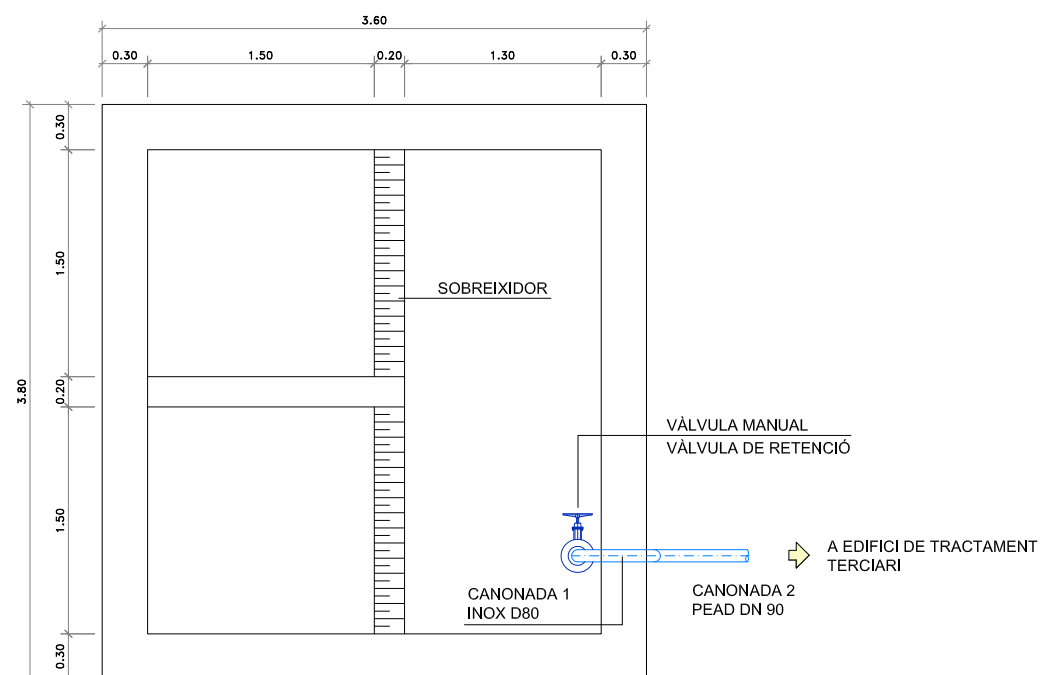 3.60
0.30 1.50 0.20 1.30 0.30
0.30
1.50
3.80
0.20
1.50
0.30
SOBREIXIDOR
VÀLVULA MANUAL
VÀLVULA DE RETENCIÓ
A EDIFICI DE TRACTAMENT
TERCIARI
CANONADA 1
INOX D80
CANONADA 2
PEAD DN 90